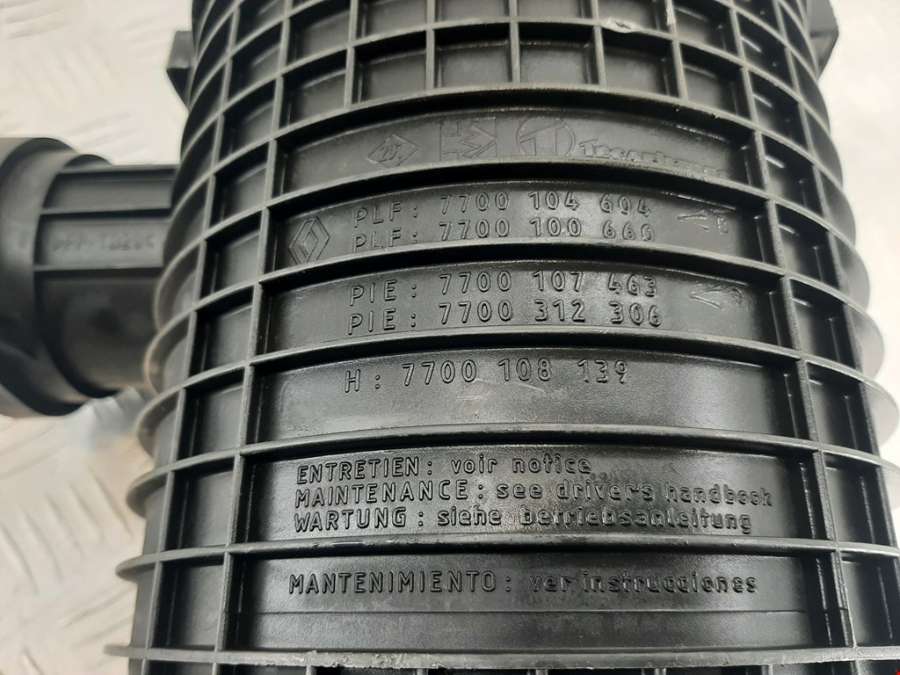 PLF: 7700 104 604
PLF: 7700 100 660
PIE: 7700 107 463
PIE: 7700 312 306
H: 7700 108 139
ENTRETIEN: voir notice
MAINTENANCE: see drivers handbook
WARTUNG: siehe betriebsanleitung
MANTENIMIENTO: ver instrucciones